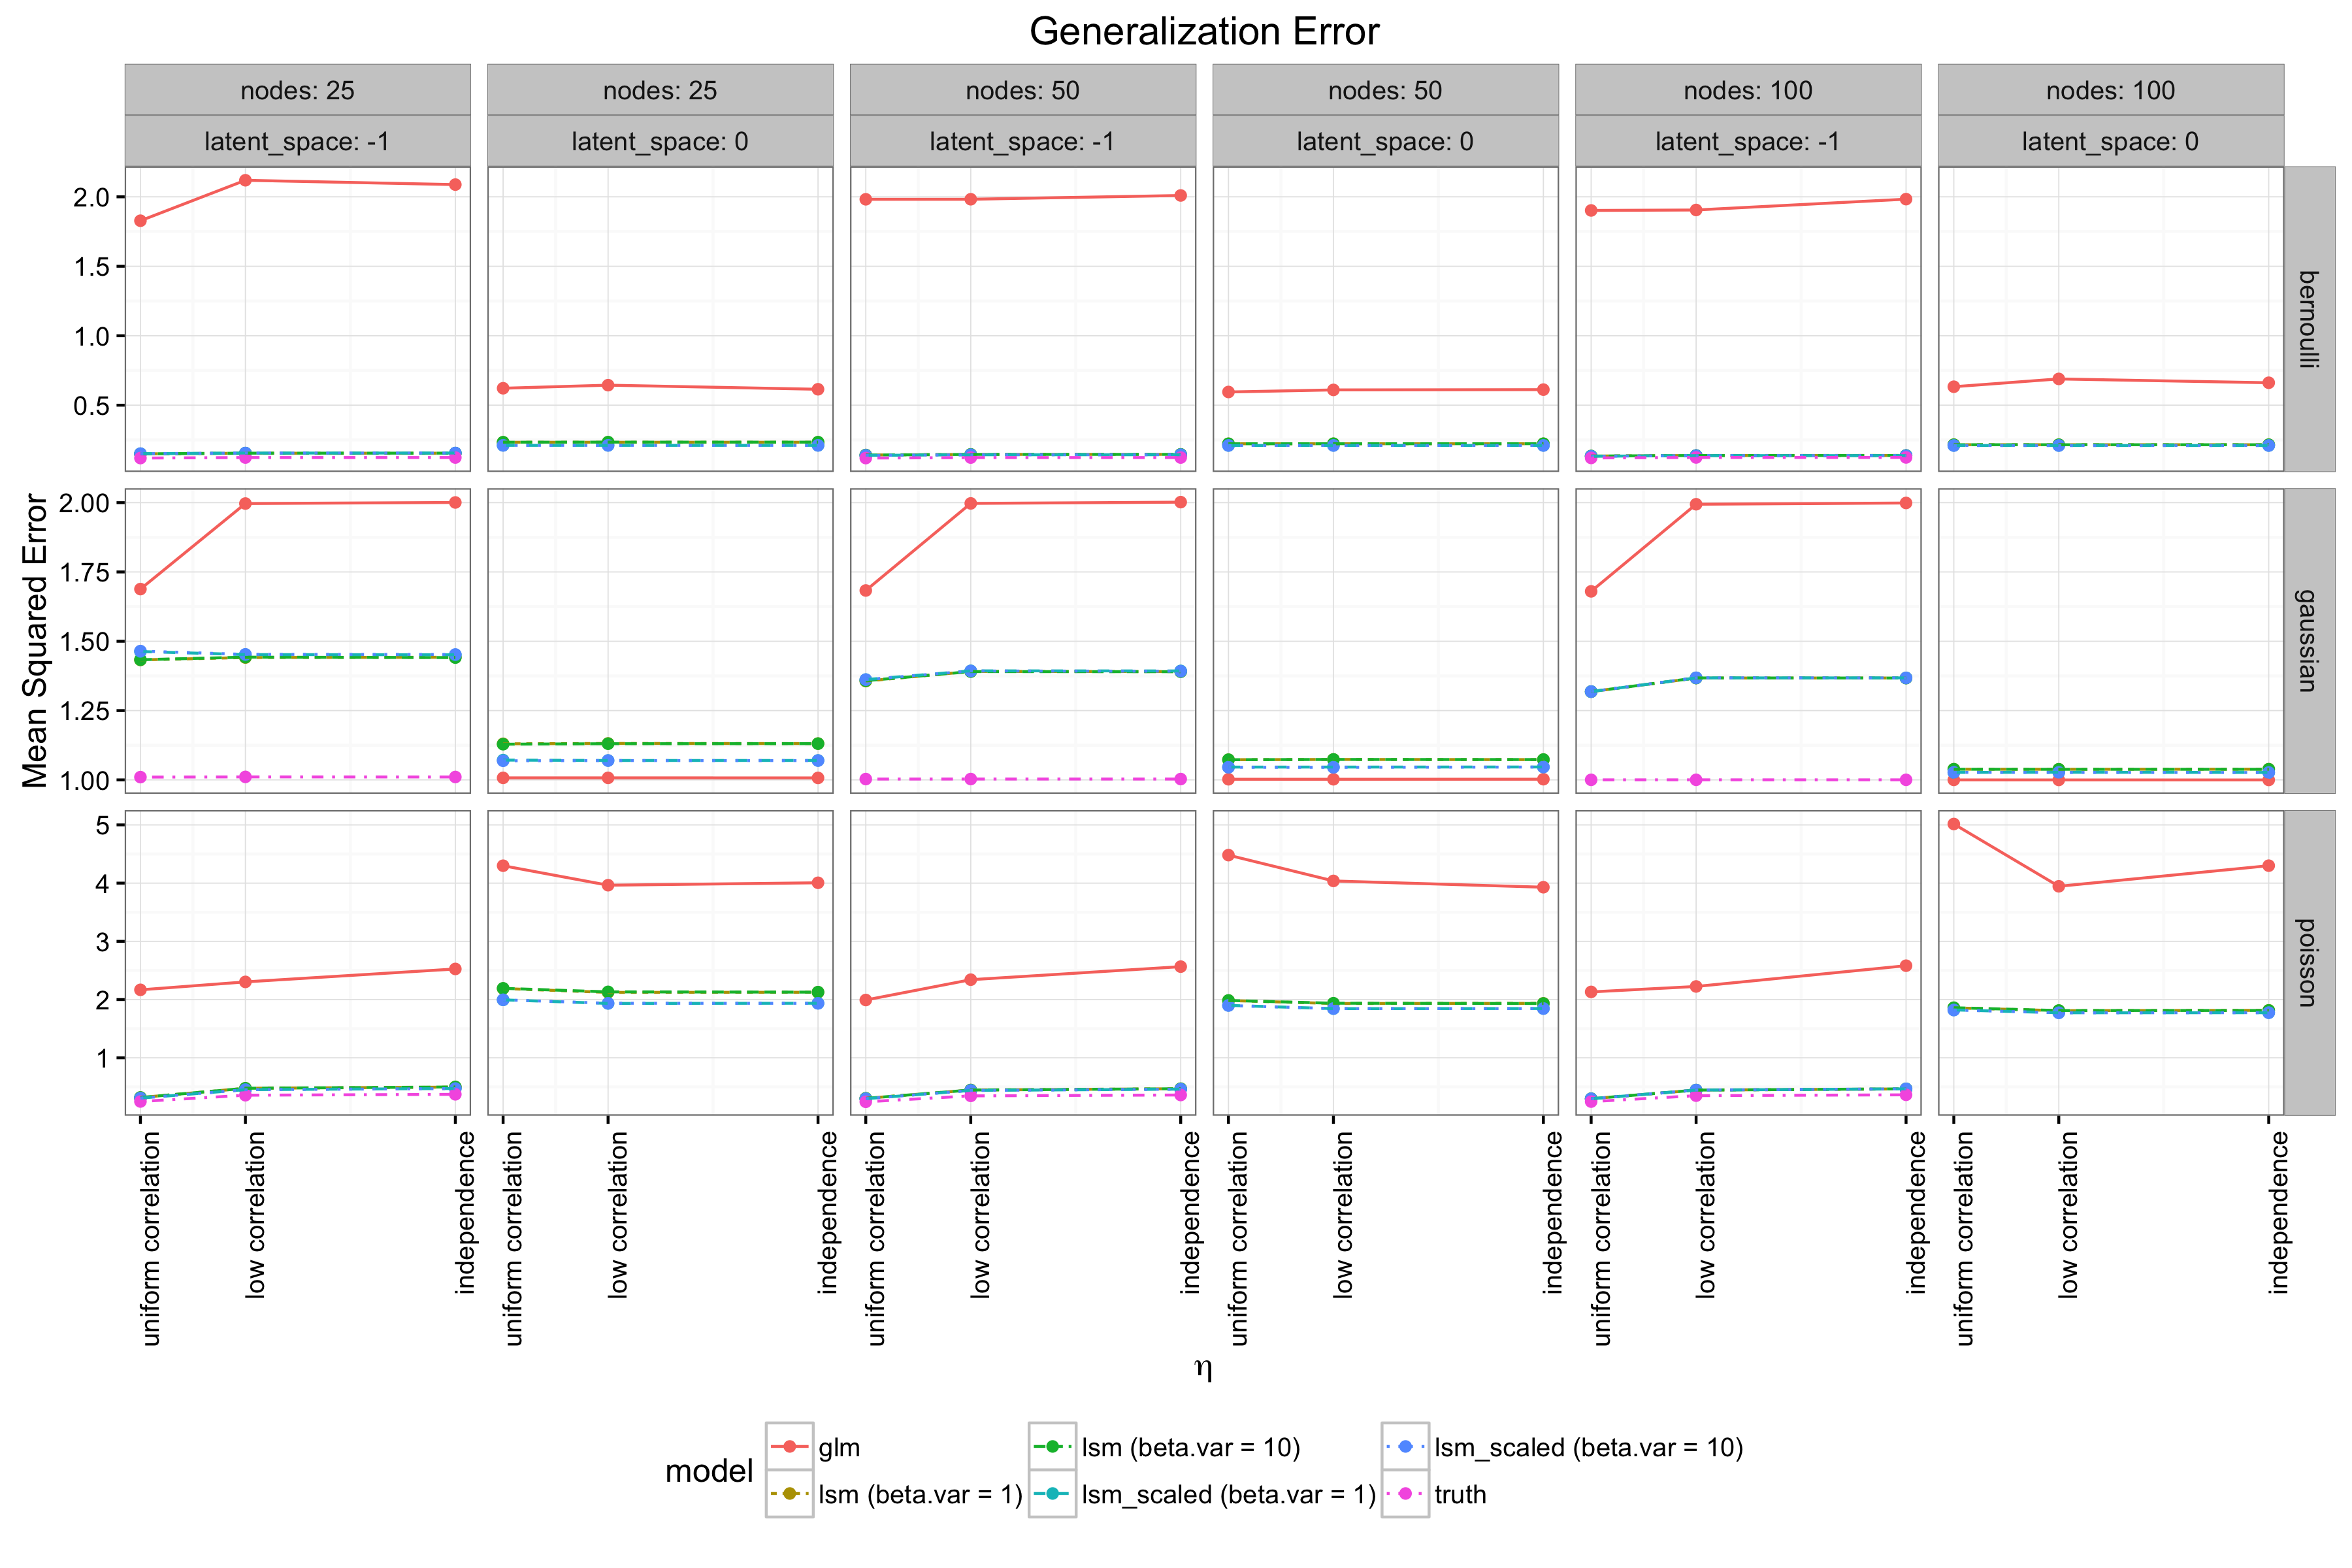 Generalization Error
nodes: 25
nodes: 25
nodes: 50
nodes: 50
nodes: 100
nodes: 100
latent_space: -1
latent_space: 0
latent_space: -1
latent_space: 0
latent_space: -1
latent_space: 0
Mean Squared Error
2.0
1.5
1.0
0.5
bernoulli
2.00
1.75
1.50
1.25
1.00
gaussian
5
4
3
2
1
poisson
uniform correlation
low correlation
independence
uniform correlation
low correlation
independence
uniform correlation
low correlation
independence
uniform correlation
low correlation
independence
uniform correlation
low correlation
independence
uniform correlation
low correlation
independence
η
model
glm
lsm (beta.var = 10)
lsm_scaled (beta.var = 10)
lsm (beta.var = 1)
lsm_scaled (beta.var = 1)
truth